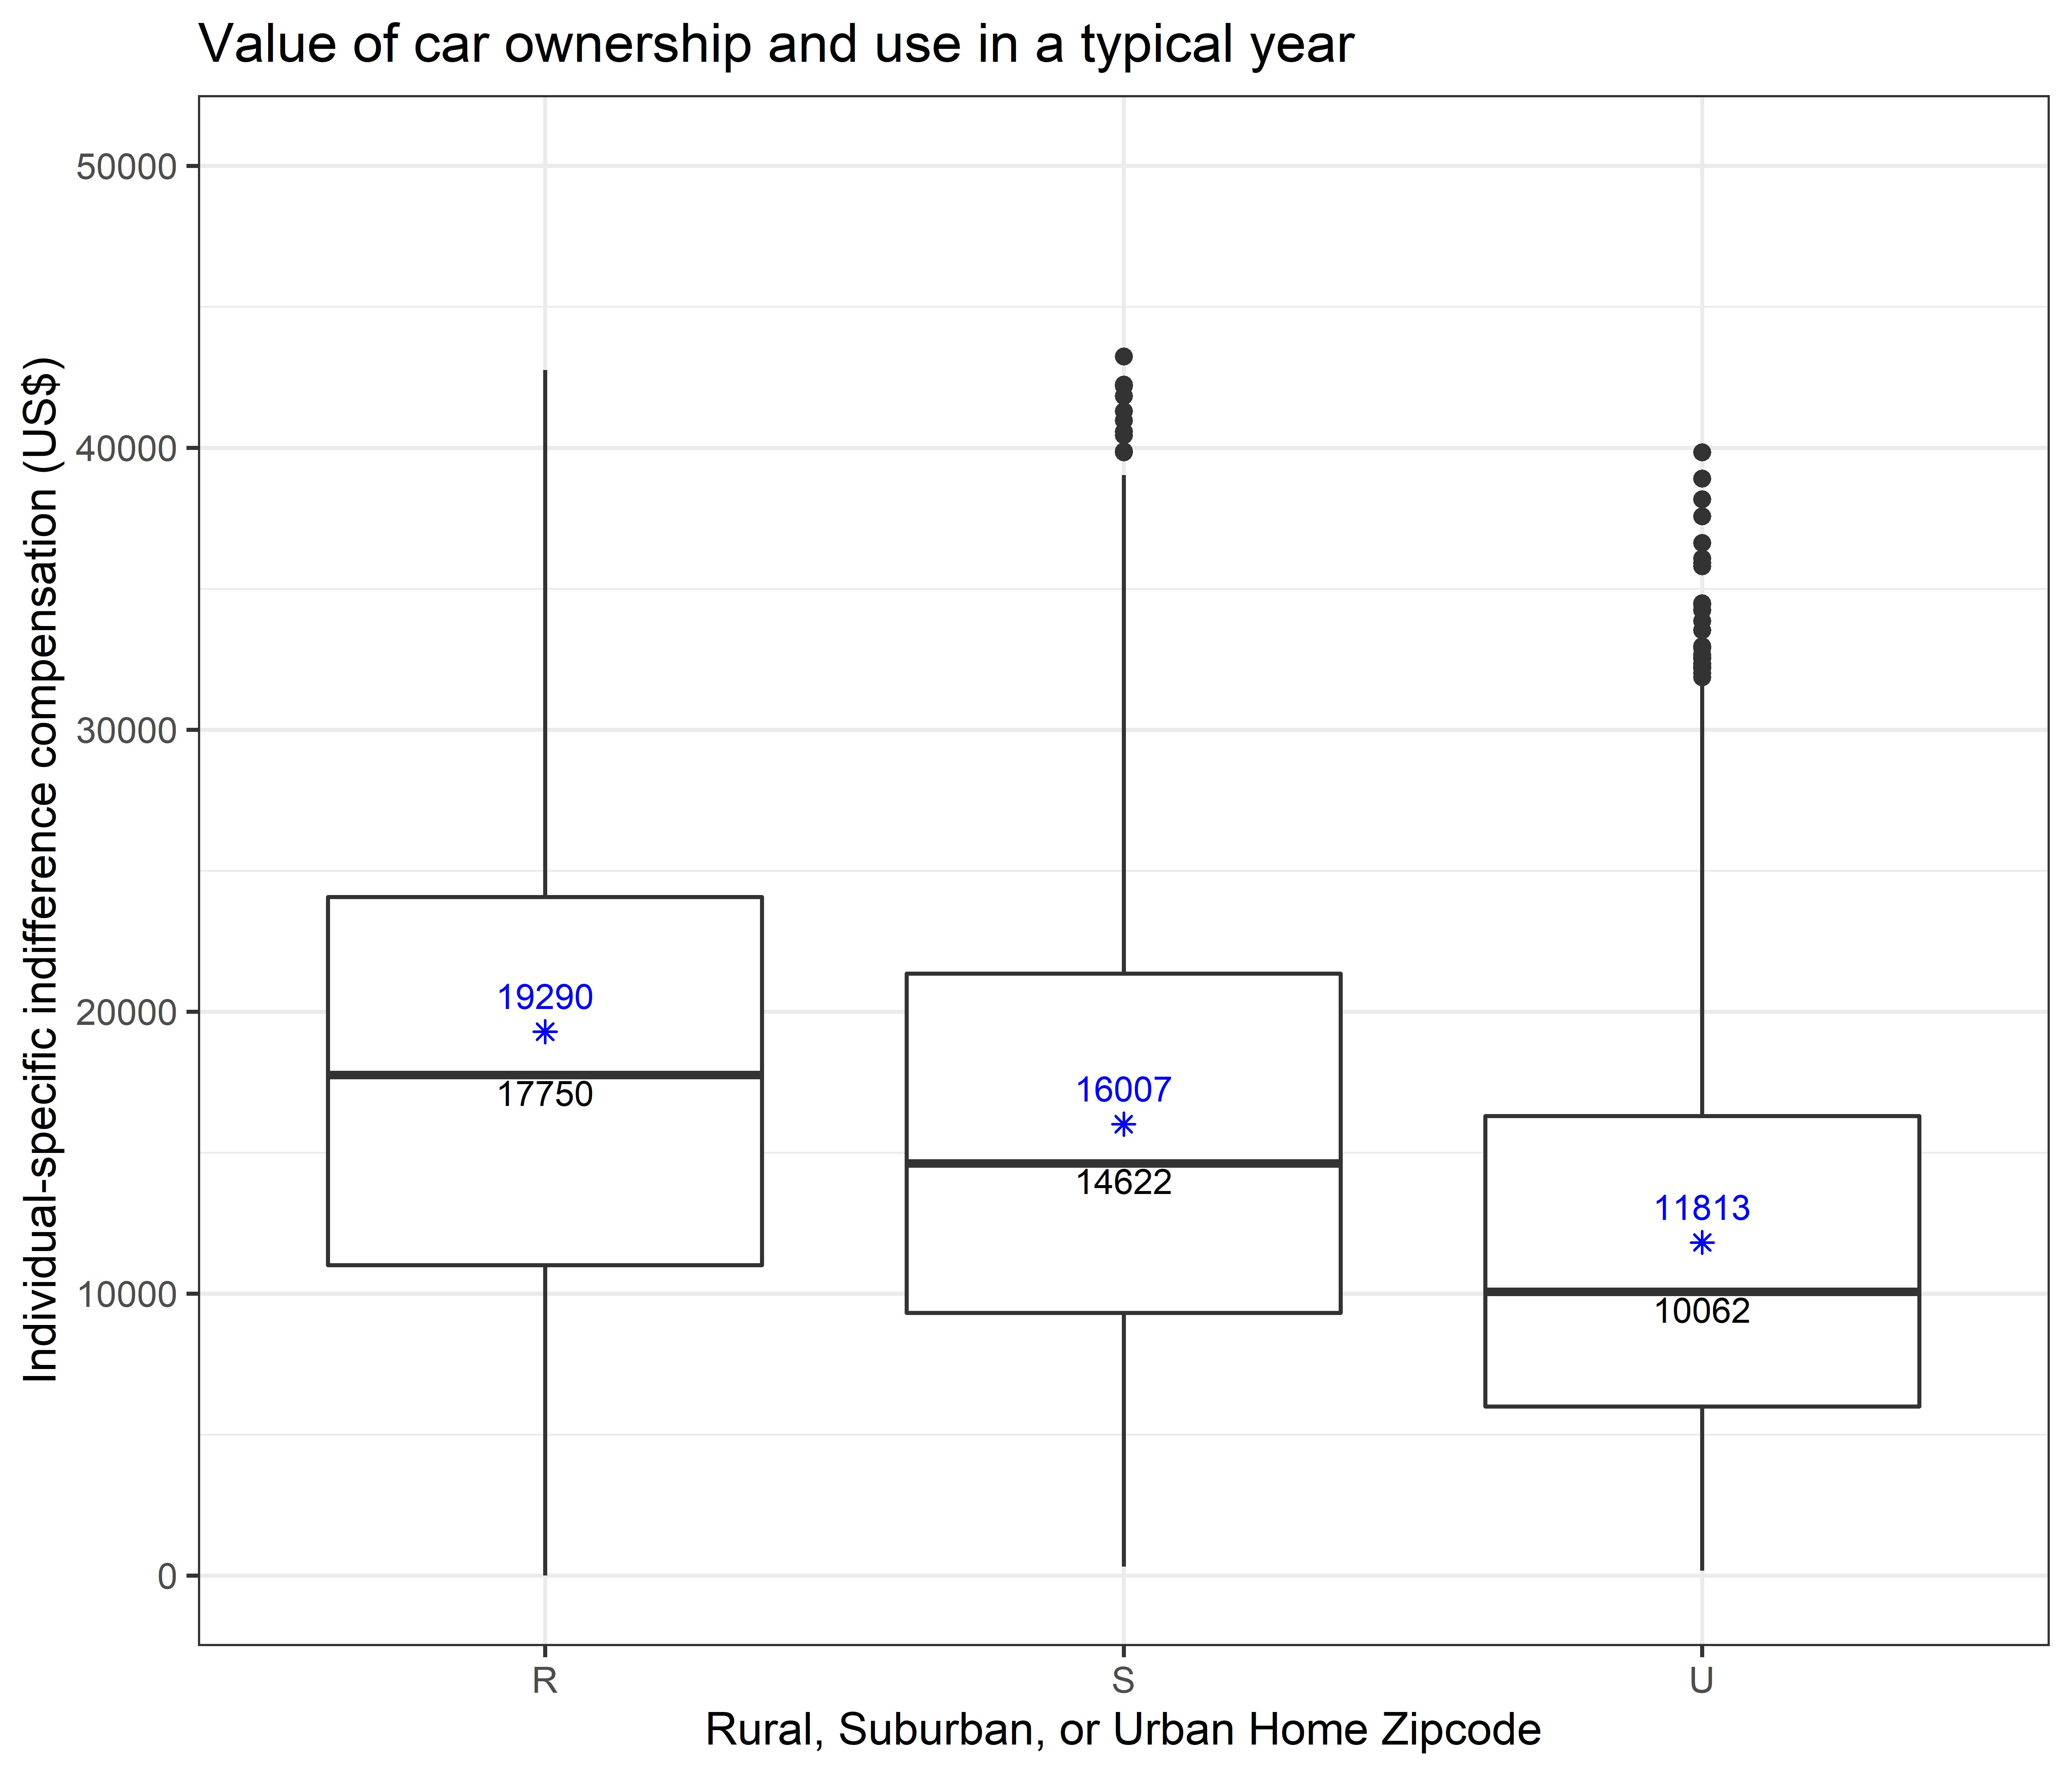 Value of car ownership and use in a typical year
Individual-specific indifference compensation (US$)
50000
40000
30000
20000
10000
0
19290
17750
16007
14622
11813
10062
R
S
U
Rural, Suburban, or Urban Home Zipcode